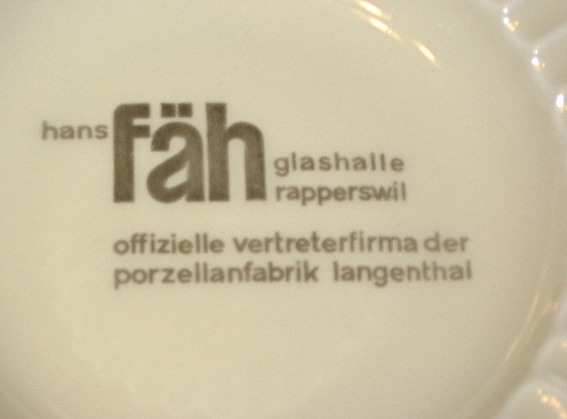 hans fäh glashalle
rapperswil
offizielle vertreterfirma der
porzellanfabrik langenthal